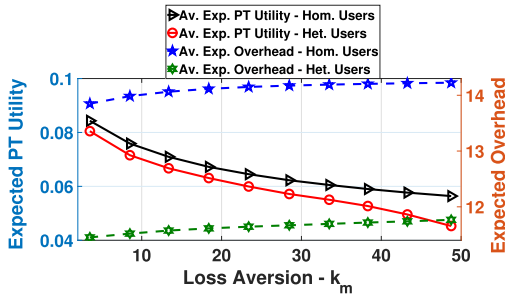 Av. Exp. PT Utility - Hom. Users
Av. Exp. PT Utility - Het. Users
Av. Exp. Overhead - Hom. Users
Av. Exp. Overhead - Het. Users
Expected PT Utility
0.1
0.08
0.06
0.04
14
13
12
Expected Overhead
10 20 30 40 50
Loss Aversion - k_m